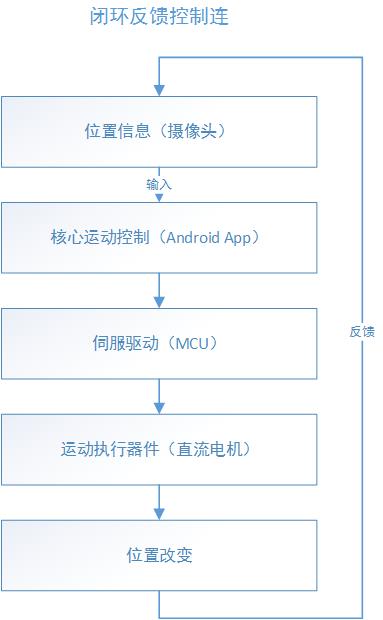 闭环反馈控制连
位置信息（摄像头）
输入
核心运动控制（Android App）
伺服驱动（MCU）
反馈
运动执行器件（直流电机）
位置改变